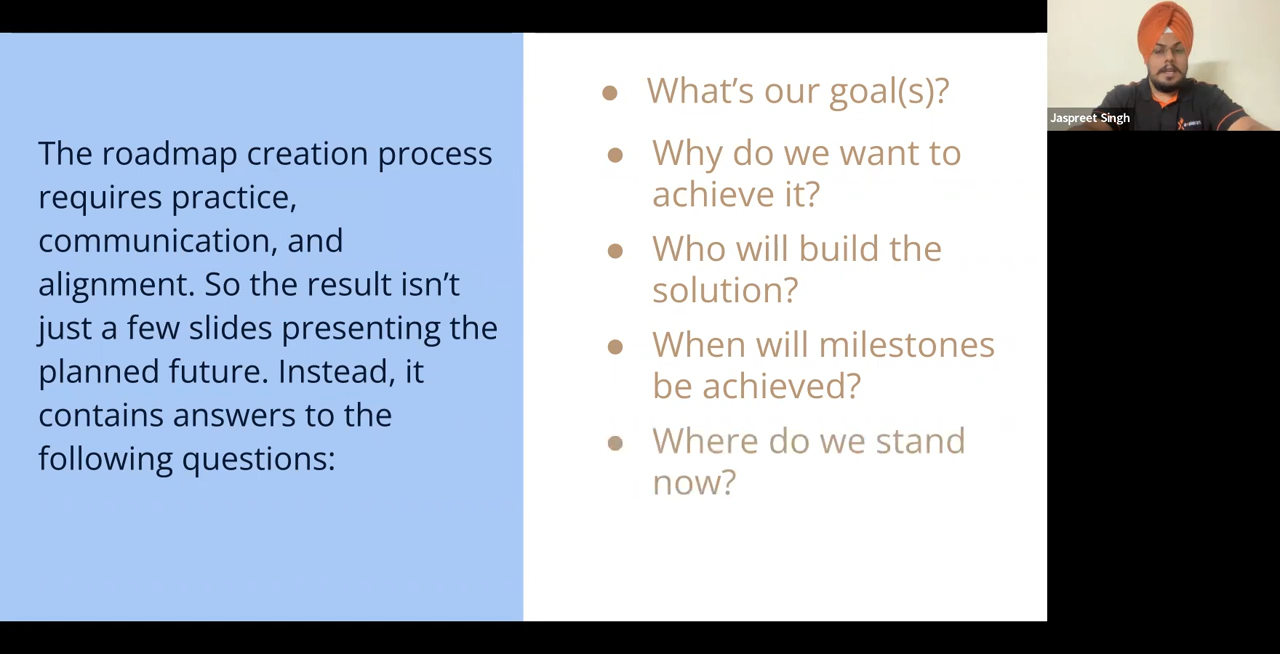 The roadmap creation process
requires practice,
communication, and
alignment. So the result isn’t
just a few slides presenting the
planned future. Instead, it
contains answers to the
following questions:
● What’s our goal(s)?
● Why do we want to
achieve it?
● Who will build the
solution?
● When will milestones
be achieved?
● Where do we stand
now?
Jaspreet Singh